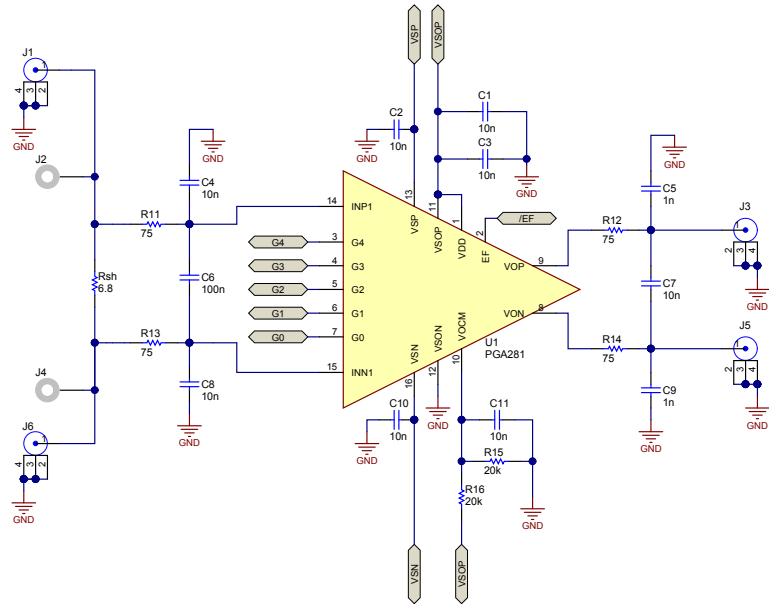 VSP
VSOP
J1
1
4
3
2
GND
J2
GND
C4
10n
R11
75
Rsh
6.8
C6
100n
R13
75
J4
C8
10n
GND
J6
1
4
3
2
GND
C2
10n
GND
C1
10n
C3
10n
GND
13
VSP
11
VSOP
1
VDD
2
EF
/EF
14
INP1
G4
3
G4
G3
4
G3
G2
5
G2
G1
6
G1
G0
7
G0
15
INN1
VOP
9
VON
8
U1
PGA281
VSN
16
VSON
12
VOCM
10
GND
C10
10n
GND
C11
10n
R15
20k
R16
20k
GND
VSN
VSOP
GND
C5
1n
R12
75
J3
1
2
3
4
GND
C7
10n
R14
75
J5
1
2
3
4
GND
C9
1n
GND